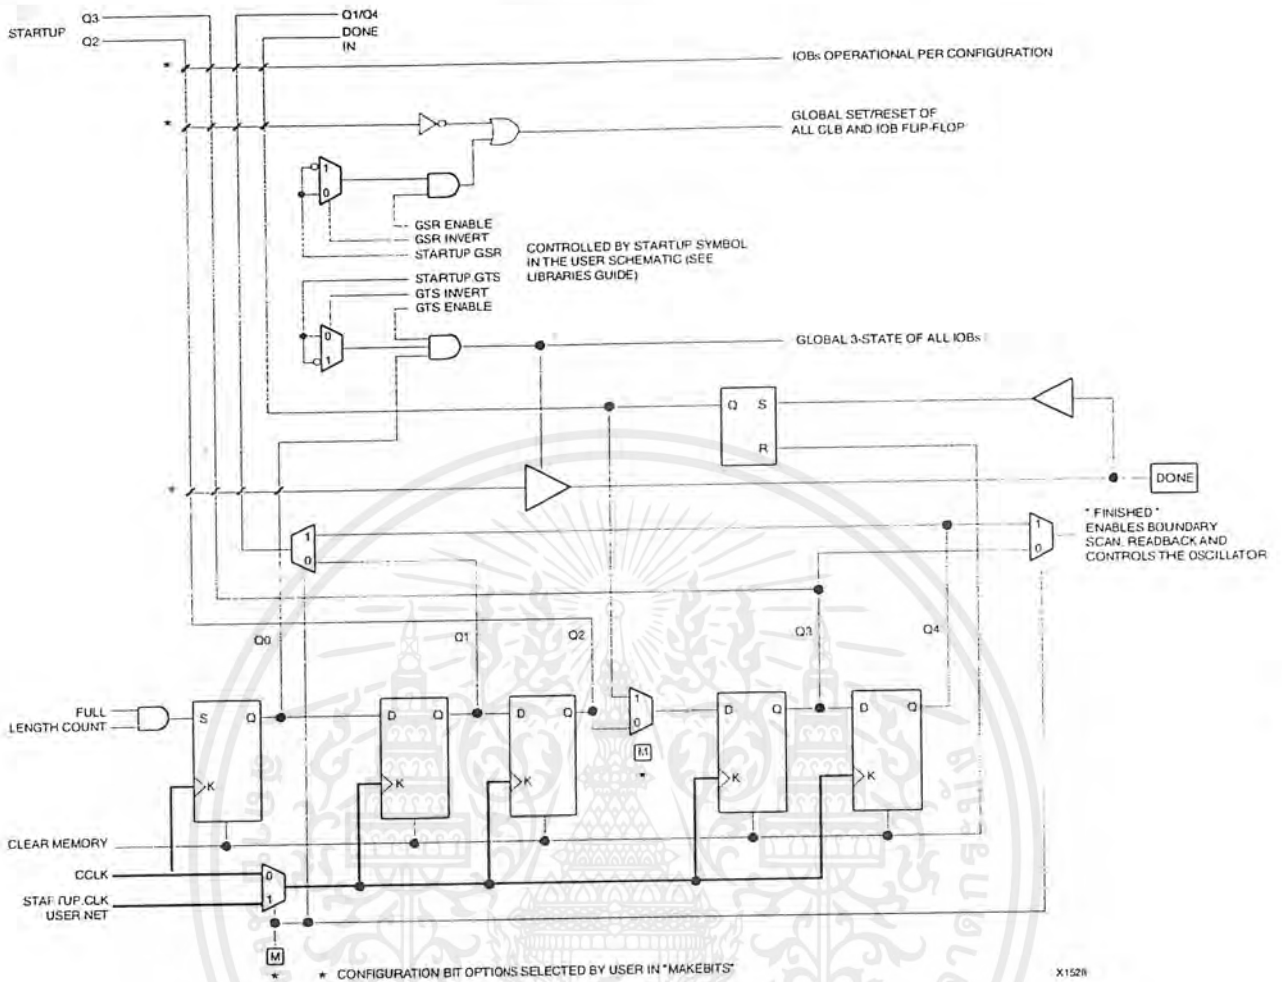 Q3
STARTUP
Q2
Q1/Q4
DONE
IN
*
IOBs OPERATIONAL PER CONFIGURATION
*
GLOBAL SET/RESET OF
ALL CLB AND IOB FLIP-FLOP
1
0
GSR ENABLE
GSR INVERT
STARTUP.GSR
CONTROLLED BY STARTUP SYMBOL
IN THE USER SCHEMATIC (SEE
LIBRARIES GUIDE)
STARTUP.GTS
GTS INVERT
GTS ENABLE
0
1
GLOBAL 3-STATE OF ALL IOBs
Q S
R
*
DONE
1
0
1
0
" FINISHED "
ENABLES BOUNDARY
SCAN, READBACK AND
CONTROLS THE OSCILLATOR
Q0
Q1
Q2
Q3
Q4
FULL
LENGTH COUNT
S Q
K
D Q
K
D Q
K
1
0
M
*
D Q
K
D Q
K
CLEAR MEMORY
CCLK
0
STARTUP.CLK
USER NET
1
M
*
* CONFIGURATION BIT OPTIONS SELECTED BY USER IN "MAKEBITS"
X1528